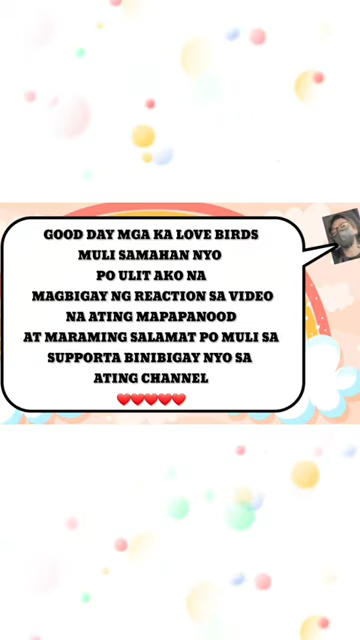 GOOD DAY MGA KA LOVE BIRDS
MULI SAMAHAN NYO
PO ULIT AKO NA
MAGBIGAY NG REACTION SA VIDEO
NA ATING MAPAPANOOD
AT MARAMING SALAMAT PO MULI SA
SUPPORTA BINIBIGAY NYO SA
ATING CHANNEL
❤️❤️❤️❤️❤️